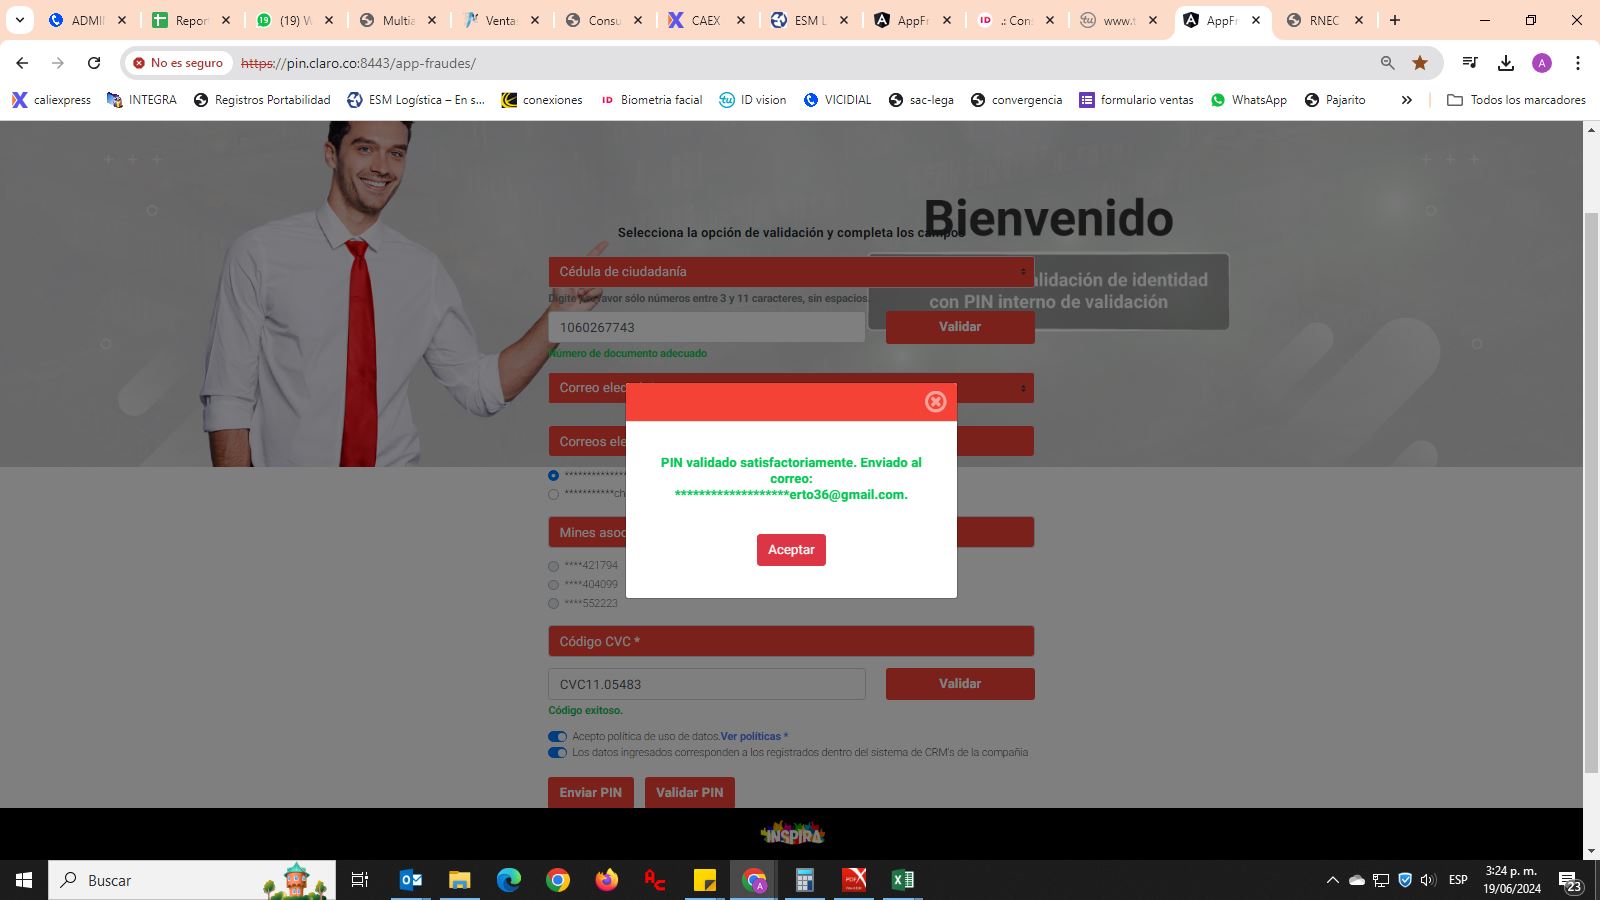 ADMII
Report
(19) W
Multia
Venta
Consu
CAEX
ESM L
AppFr
.: Cons
www.t
AppFr
RNEC
No es seguro
https://pin.claro.co:8443/app-fraudes/
A
caliexpress
INTEGRA
Registros Portabilidad
ESM Logística – En s...
conexiones
Biometria facial
ID vision
VICIDIAL
sac-lega
convergencia
formulario ventas
WhatsApp
Pajarito
Todos los marcadores
Bienvenido
Selecciona la opción de validación y completa los campos
Cédula de ciudadanía
lidación de identidad
con PIN interno de validación
Digite por favor sólo números entre 3 y 11 caracteres, sin espacios.
1060267743
Validar
Número de documento adecuado
Correo elec
Correos ele
***********ch
PIN validado satisfactoriamente. Enviado al
correo:
*******************erto36@gmail.com.
Aceptar
Mines asoc
****421794
****404099
****552223
Código CVC *
CVC11.05483
Validar
Código exitoso.
Acepto política de uso de datos.Ver políticas *
Los datos ingresados corresponden a los registrados dentro del sistema de CRM's de la compañia
Enviar PIN
Validar PIN
INSPIRA
Buscar
ESP
3:24 p. m.
19/06/2024
23